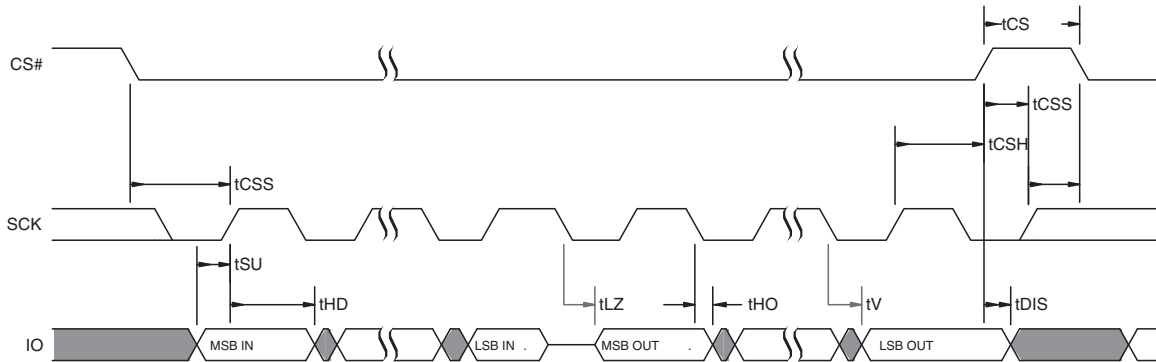 tCS
CS#
tCSS
tCSH
tCSS
SCK
tSU
tHD
tLZ
tHO
tV
tDIS
IO
MSB IN
LSB IN .
MSB OUT .
LSB OUT